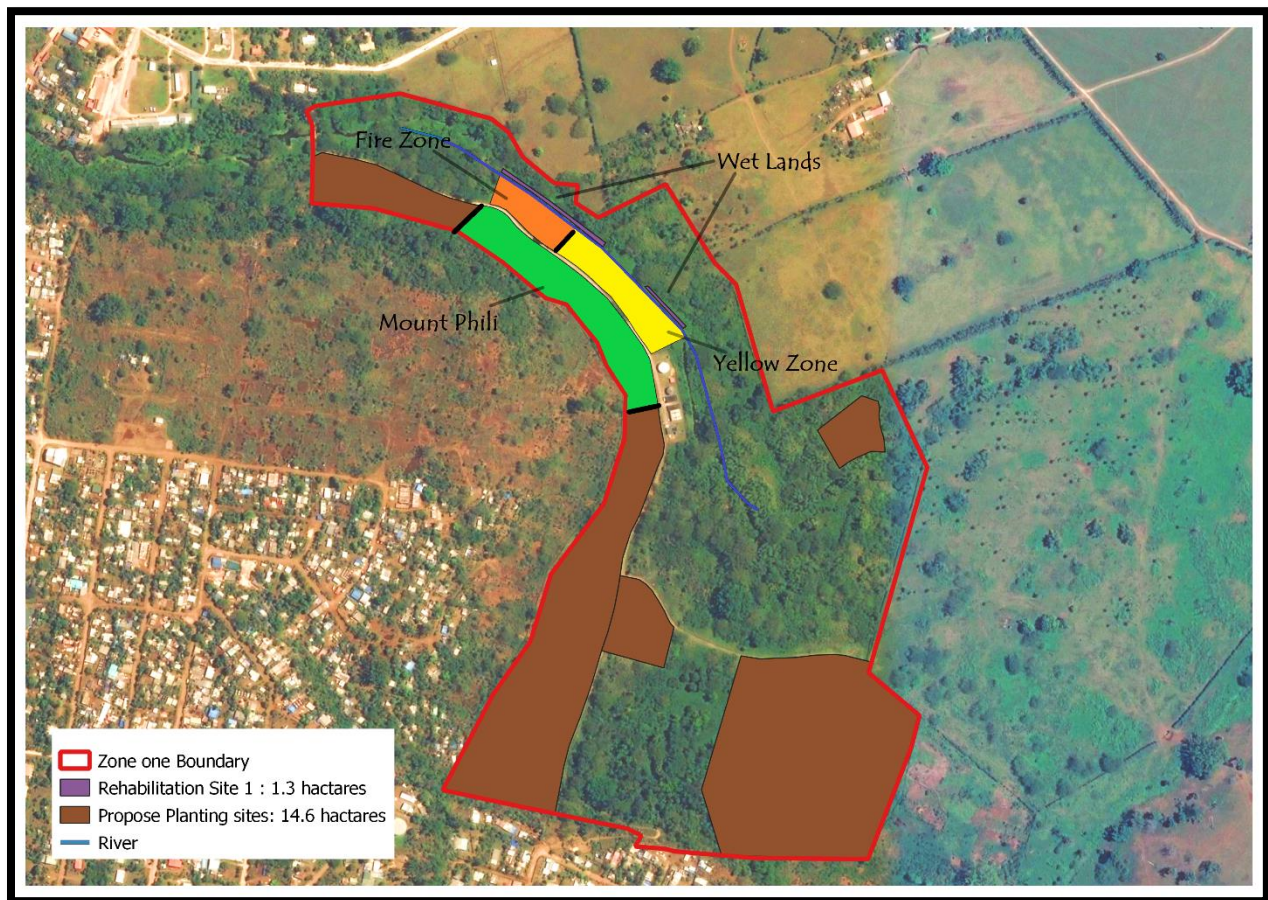 Fire Zone
Wet Lands
Mount Phili
Yellow Zone
Zone one Boundary
Rehabilitation Site 1 : 1.3 hactares
Propose Planting sites: 14.6 hactares
River